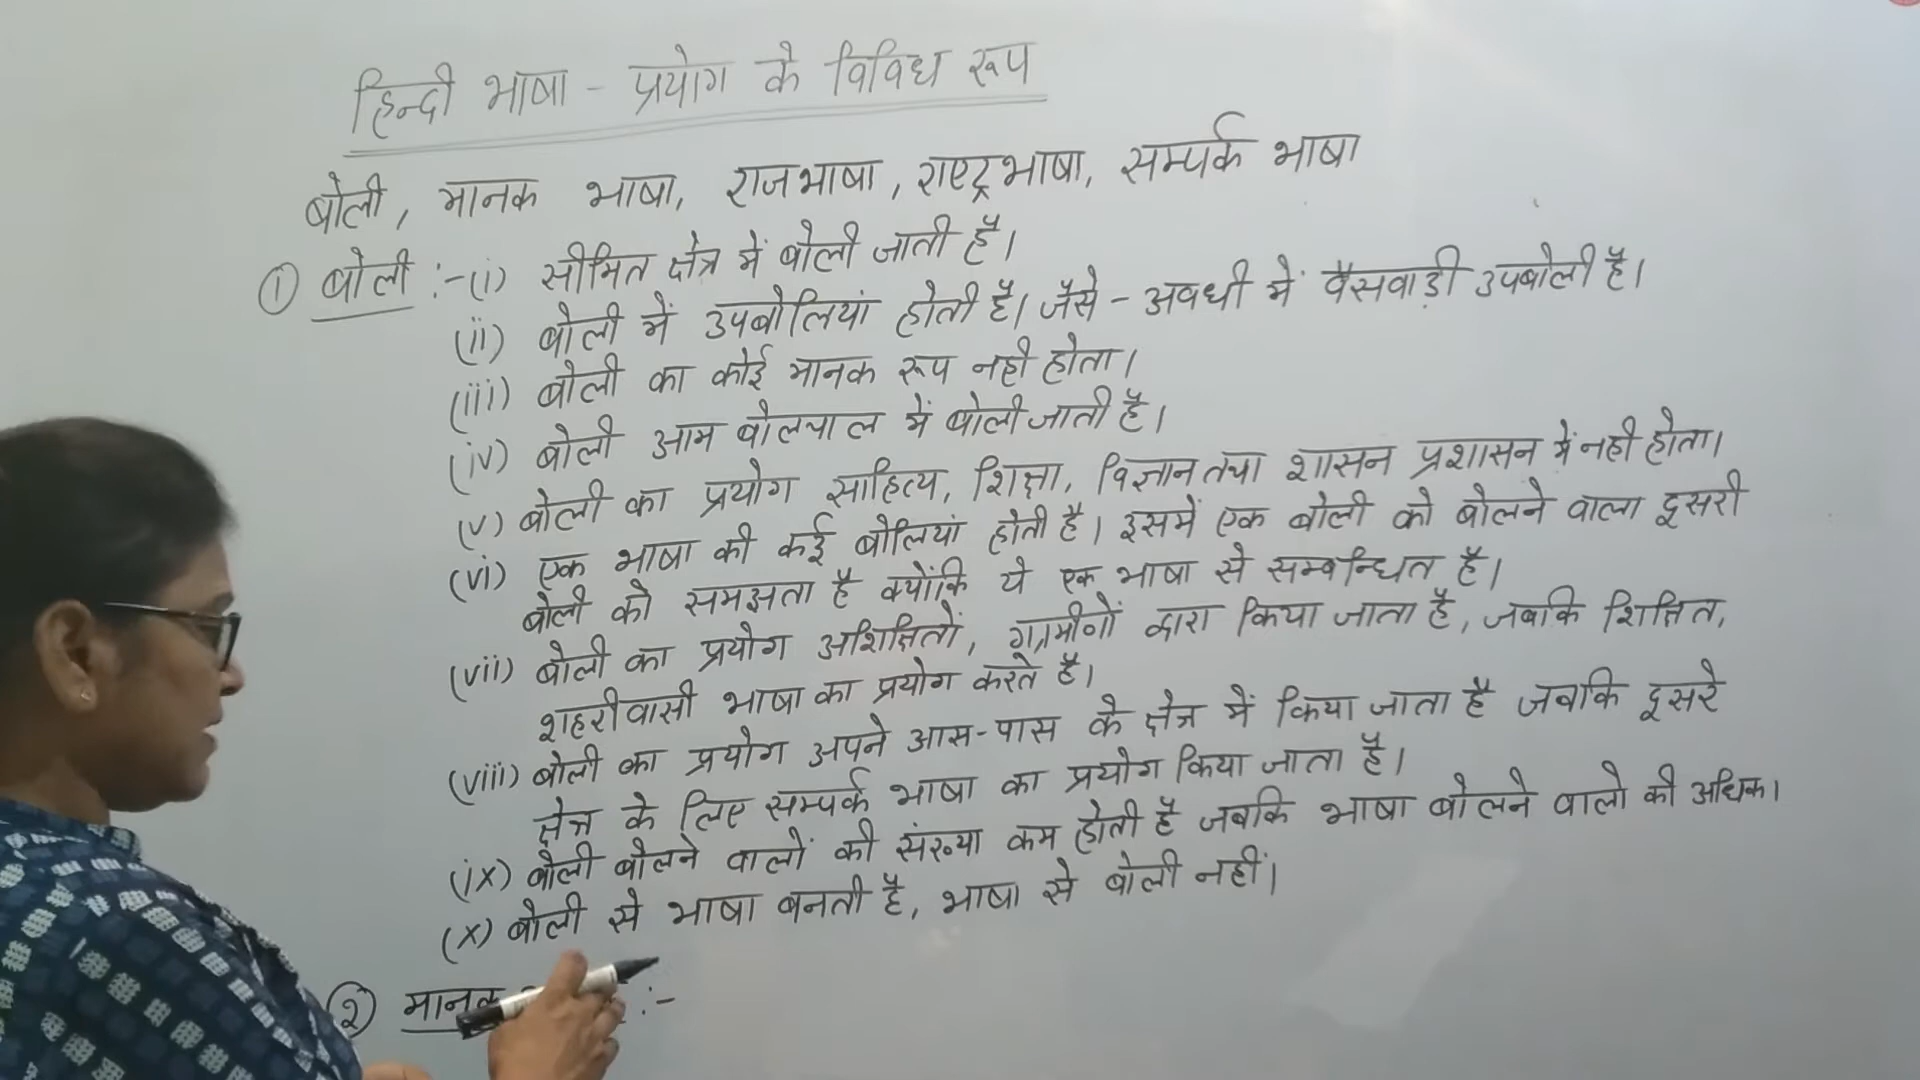 हिन्दी भाषा - प्रयोग के विविध रूप
बोली, मानक भाषा, राजभाषा, राष्ट्रभाषा, सम्पर्क भाषा
① बोली :- (i) सीमित क्षेत्र में बोली जाती है।
(ii) बोली में उपबोलियां होती है। जैसे - अवधी में वैसवाड़ी उपबोली है।
(iii) बोली का कोई मानक रूप नही होता।
(iv) बोली आम बोलचाल में बोली जाती है।
(v) बोली का प्रयोग साहित्य, शिक्षा, विज्ञान तथा शासन प्रशासन में नही होता।
(vi) एक भाषा की कई बोलियां होती है। इसमें एक बोली को बोलने वाला दूसरी
बोली को समझता है क्योंकि ये एक भाषा से सम्बन्धित है।
(vii) बोली का प्रयोग अशिक्षितों, ग्रामीणों द्वारा किया जाता है, जबकि शिक्षित,
शहरीवासी भाषा का प्रयोग करते है।
(viii) बोली का प्रयोग अपने आस-पास के क्षेत्र में किया जाता है जबकि दूसरे
क्षेत्र के लिए सम्पर्क भाषा का प्रयोग किया जाता है।
(ix) बोली बोलने वालों की संख्या कम होती है जबकि भाषा बोलने वालो की अधिक।
(x) बोली से भाषा बनती है, भाषा से बोली नहीं।
② मानक :-